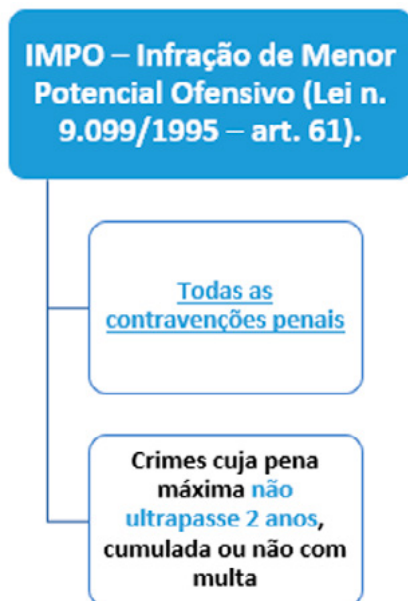 IMPO – Infração de Menor
Potencial Ofensivo (Lei n.
9.099/1995 – art. 61).
Todas as
contravenções penais
Crimes cuja pena
máxima não
ultrapasse 2 anos,
cumulada ou não com
multa